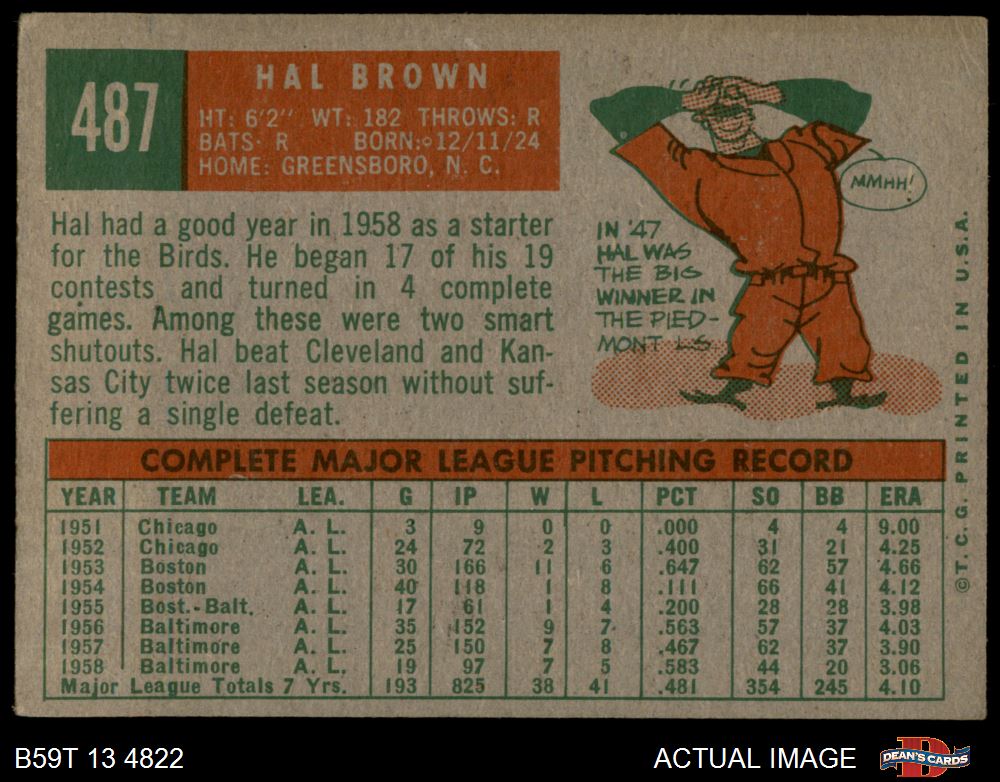 487
HAL BROWN
HT: 6'2" WT: 182 THROWS: R
BATS: R BORN: 12/11/24
HOME: GREENSBORO, N. C.
Hal had a good year in 1958 as a starter
for the Birds. He began 17 of his 19
contests and turned in 4 complete
games. Among these were two smart
shutouts. Hal beat Cleveland and Kan-
sas City twice last season without suf-
fering a single defeat.
IN '47
HAL WAS
THE BIG
WINNER IN
THE PIED-
MONT LS
MMHH!
COMPLETE MAJOR LEAGUE PITCHING RECORD
YEAR TEAM LEA. G IP W L PCT SO BB ERA
1951 Chicago A. L. 3 9 0 0 .000 4 4 9.00
1952 Chicago A. L. 24 72 2 3 .400 31 21 4.25
1953 Boston A. L. 30 166 11 6 .647 62 57 4.66
1954 Boston A. L. 40 118 1 8 .111 66 41 4.12
1955 Bost.-Balt. A. L. 17 61 1 4 .200 28 28 3.98
1956 Baltimore A. L. 35 152 9 7 .563 57 37 4.03
1957 Baltimore A. L. 25 150 7 8 .467 62 37 3.90
1958 Baltimore A. L. 19 97 7 5 .583 44 20 3.06
Major League Totals 7 Yrs. 193 825 38 41 .481 354 245 4.10
©T.C.G. PRINTED IN U.S.A.
B59T 13 4822
ACTUAL IMAGE
DEAN'S CARDS